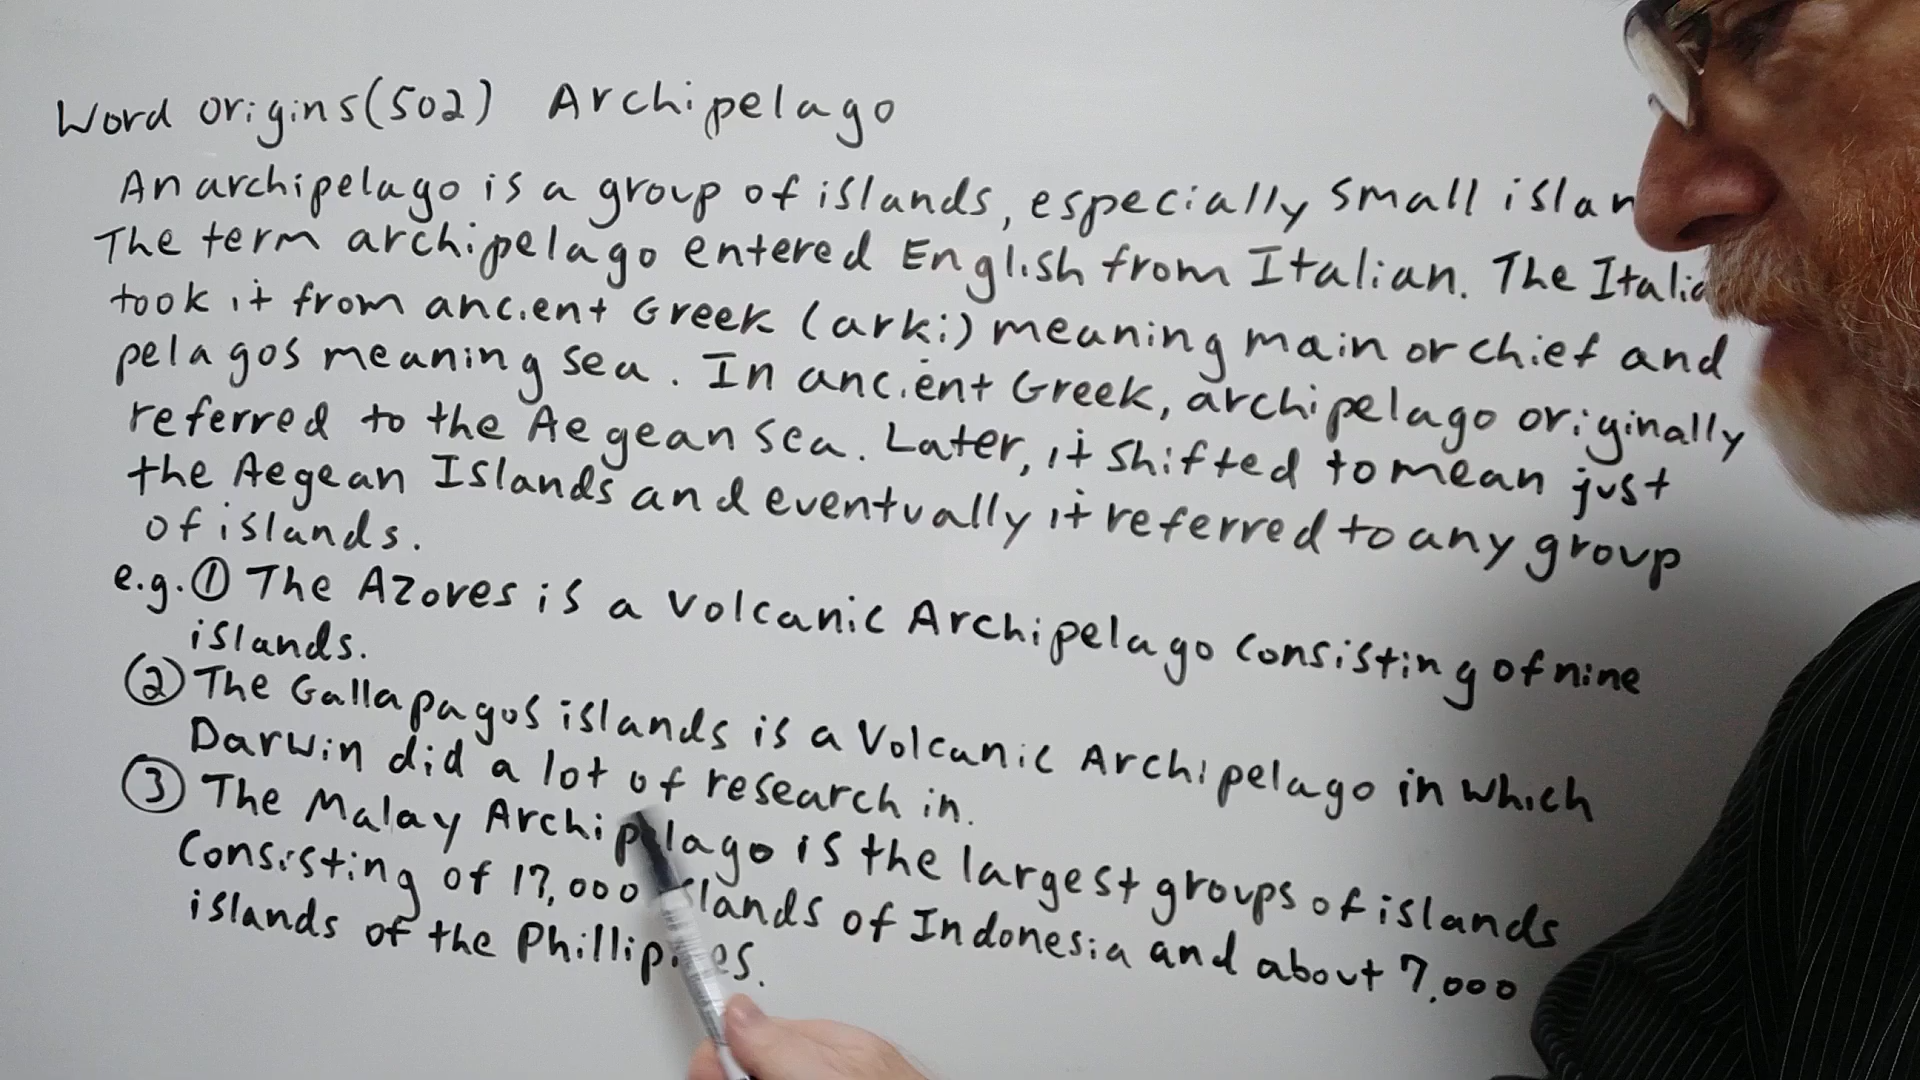 Word origins (502) Archipelago
An archipelago is a group of islands, especially small
The term archipelago entered English from Italian. The
took it from ancient Greek (arki) meaning main or chief and
pelagos meaning sea. In ancient Greek, archipelago originally
referred to the Aegean Sea. Later, it shifted to mean just
the Aegean Islands and eventually it referred to any group
of islands.
e.g. ① The Azores is a Volcanic Archipelago consisting of nine
islands.
② The Gallapagos islands is a Volcanic Archipelago in which
Darwin did a lot of research in.
③ The Malay Archipelago is the largest groups of islands
Consisting of 17,000 islands of Indonesia and about 7,000
islands of the